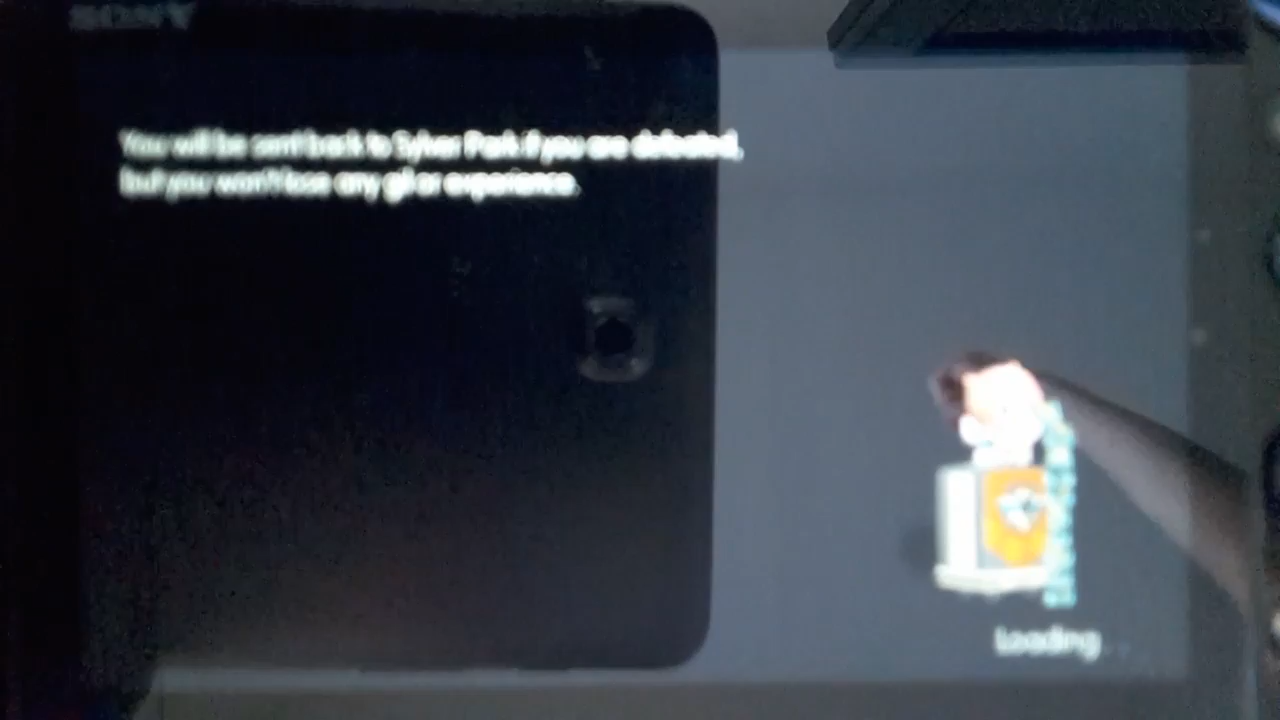 SONY
You will be sent back to Sylver Park if you are defeated,
but you won't lose any gil or experience.
Loading...